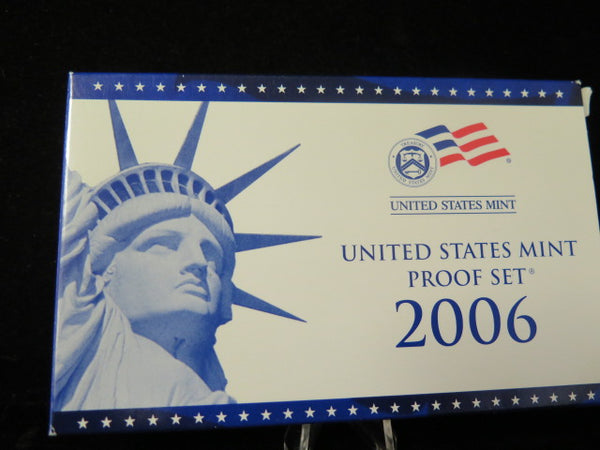 UNITED STATES MINT
UNITED STATES MINT
PROOF SET®
2006